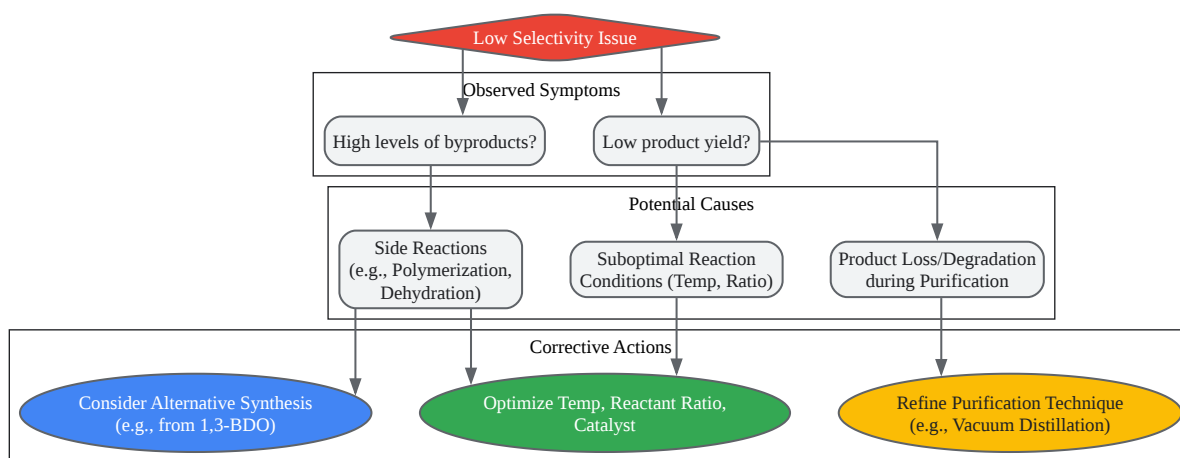 Low Selectivity Issue
Observed Symptoms
High levels of byproducts?
Low product yield?
Potential Causes
Side Reactions
(e.g., Polymerization,
Dehydration)
Suboptimal Reaction
Conditions (Temp, Ratio)
Product Loss/Degradation
during Purification
Corrective Actions
Consider Alternative Synthesis
(e.g., from 1,3-BDO)
Optimize Temp, Reactant Ratio,
Catalyst
Refine Purification Technique
(e.g., Vacuum Distillation)